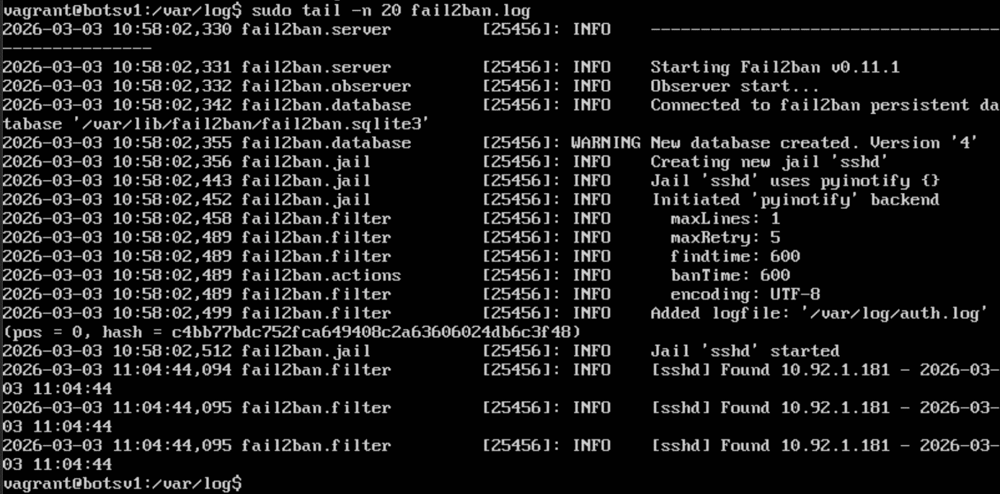 vagrant@botsv1:/var/log$ sudo tail -n 20 fail2ban.log
2026-03-03 10:58:02,330 fail2ban.server         [25456]: INFO    -----------------------------------
---------------
2026-03-03 10:58:02,331 fail2ban.server         [25456]: INFO    Starting Fail2ban v0.11.1
2026-03-03 10:58:02,332 fail2ban.observer       [25456]: INFO    Observer start...
2026-03-03 10:58:02,342 fail2ban.database       [25456]: INFO    Connected to fail2ban persistent da
tabase '/var/lib/fail2ban/fail2ban.sqlite3'
2026-03-03 10:58:02,355 fail2ban.database       [25456]: WARNING New database created. Version '4'
2026-03-03 10:58:02,356 fail2ban.jail           [25456]: INFO    Creating new jail 'sshd'
2026-03-03 10:58:02,443 fail2ban.jail           [25456]: INFO    Jail 'sshd' uses pyinotify {}
2026-03-03 10:58:02,452 fail2ban.jail           [25456]: INFO    Initiated 'pyinotify' backend
2026-03-03 10:58:02,458 fail2ban.filter         [25456]: INFO      maxLines: 1
2026-03-03 10:58:02,489 fail2ban.filter         [25456]: INFO      maxRetry: 5
2026-03-03 10:58:02,489 fail2ban.filter         [25456]: INFO      findtime: 600
2026-03-03 10:58:02,489 fail2ban.actions        [25456]: INFO      banTime: 600
2026-03-03 10:58:02,489 fail2ban.filter         [25456]: INFO      encoding: UTF-8
2026-03-03 10:58:02,499 fail2ban.filter         [25456]: INFO    Added logfile: '/var/log/auth.log'
(pos = 0, hash = c4bb77bdc752fca649408c2a63606024db6c3f48)
2026-03-03 10:58:02,512 fail2ban.jail           [25456]: INFO    Jail 'sshd' started
2026-03-03 11:04:44,094 fail2ban.filter         [25456]: INFO    [sshd] Found 10.92.1.181 - 2026-03-
03 11:04:44
2026-03-03 11:04:44,095 fail2ban.filter         [25456]: INFO    [sshd] Found 10.92.1.181 - 2026-03-
03 11:04:44
2026-03-03 11:04:44,095 fail2ban.filter         [25456]: INFO    [sshd] Found 10.92.1.181 - 2026-03-
03 11:04:44
vagrant@botsv1:/var/log$